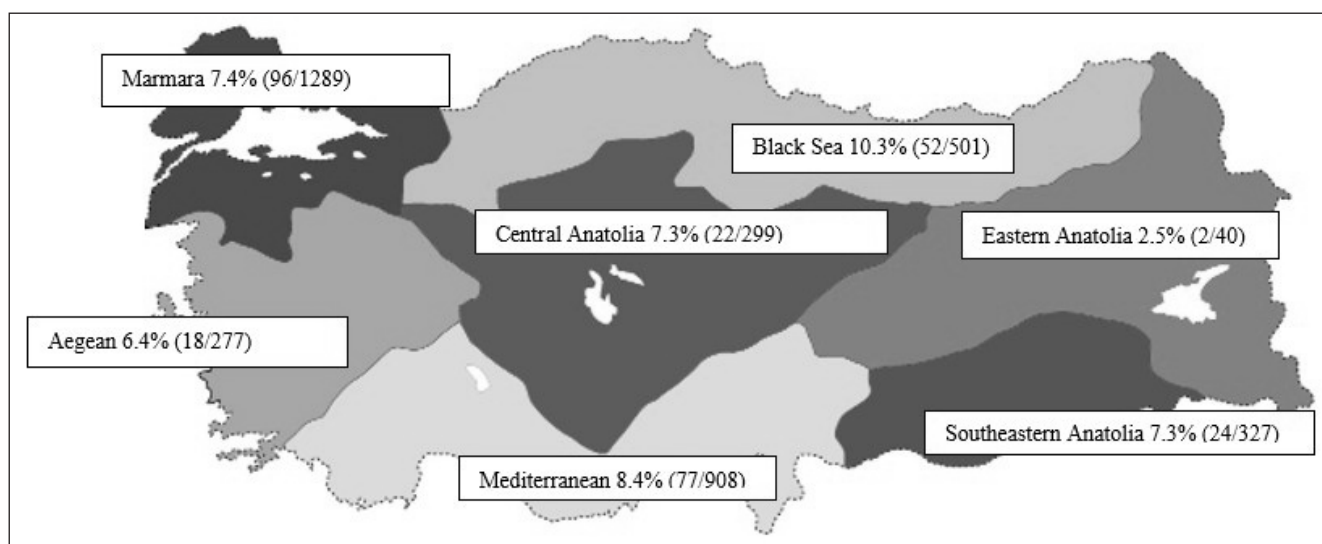 Marmara 7.4% (96/1289)
Black Sea 10.3% (52/501)
Central Anatolia 7.3% (22/299)
Eastern Anatolia 2.5% (2/40)
Aegean 6.4% (18/277)
Southeastern Anatolia 7.3% (24/327)
Mediterranean 8.4% (77/908)